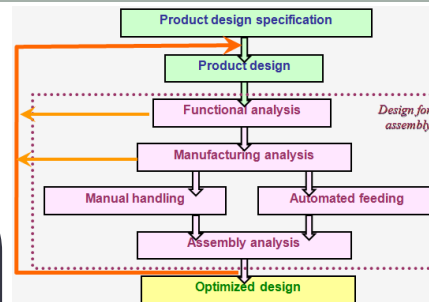 Product design specification
Product design
Functional analysis
Design for
assembly
Manufacturing analysis
Manual handling
Automated feeding
Assembly analysis
Optimized design